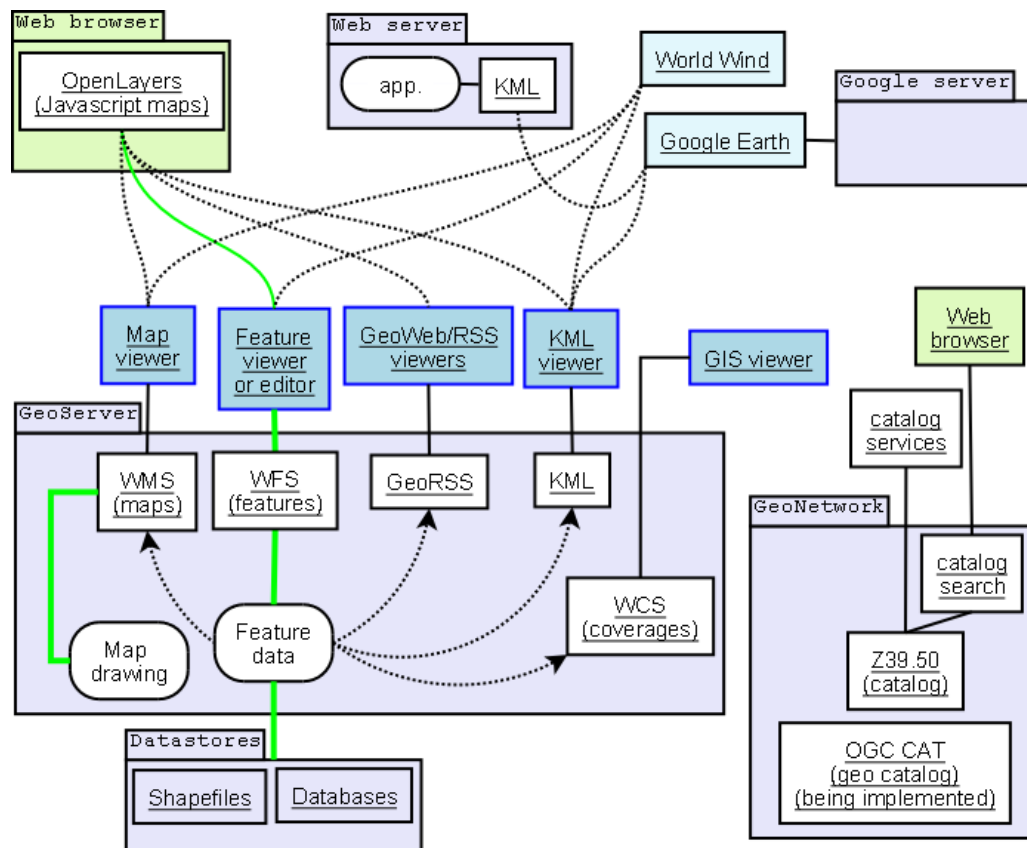 Web browser
OpenLayers
(Javascript maps)
Web server
app.
KML
World Wind
Google server
Google Earth
Map
viewer
Feature
viewer
or editor
GeoWeb/RSS
viewers
KML
viewer
GIS viewer
Web
browser
GeoServer
WMS
(maps)
WFS
(features)
GeoRSS
KML
catalog
services
GeoNetwork
catalog
search
WCS
(coverages)
Map
drawing
Feature
data
Z39.50
(catalog)
OGC CAT
(geo catalog)
(being implemented)
Datastores
Shapefiles
Databases